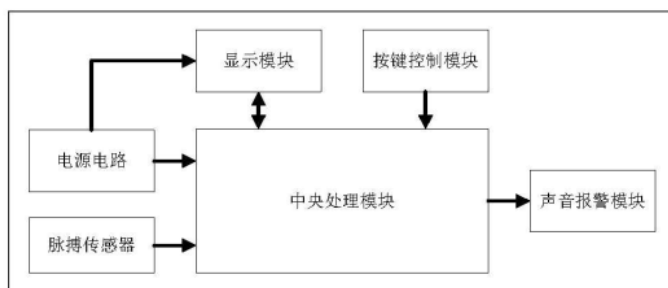 显示模块
按键控制模块
电源电路
中央处理模块
声音报警模块
脉搏传感器